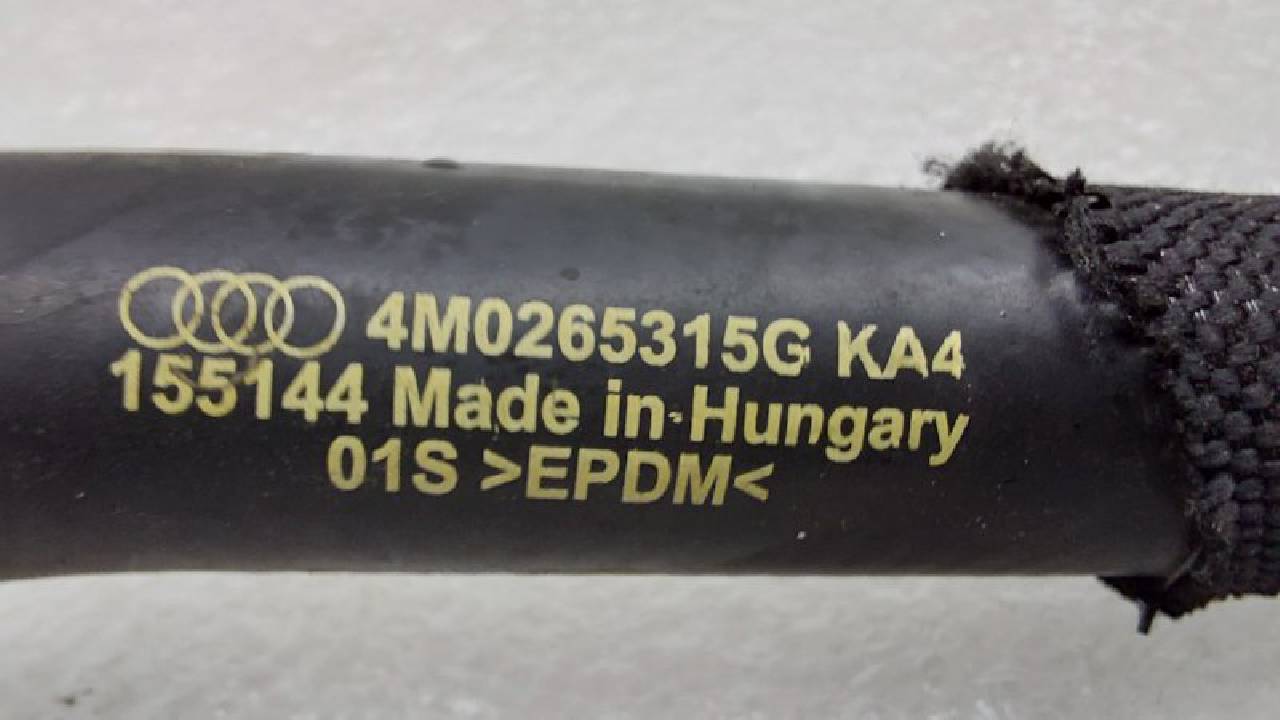 4M0265315G KA4
155144 Made in Hungary
01S >EPDM<